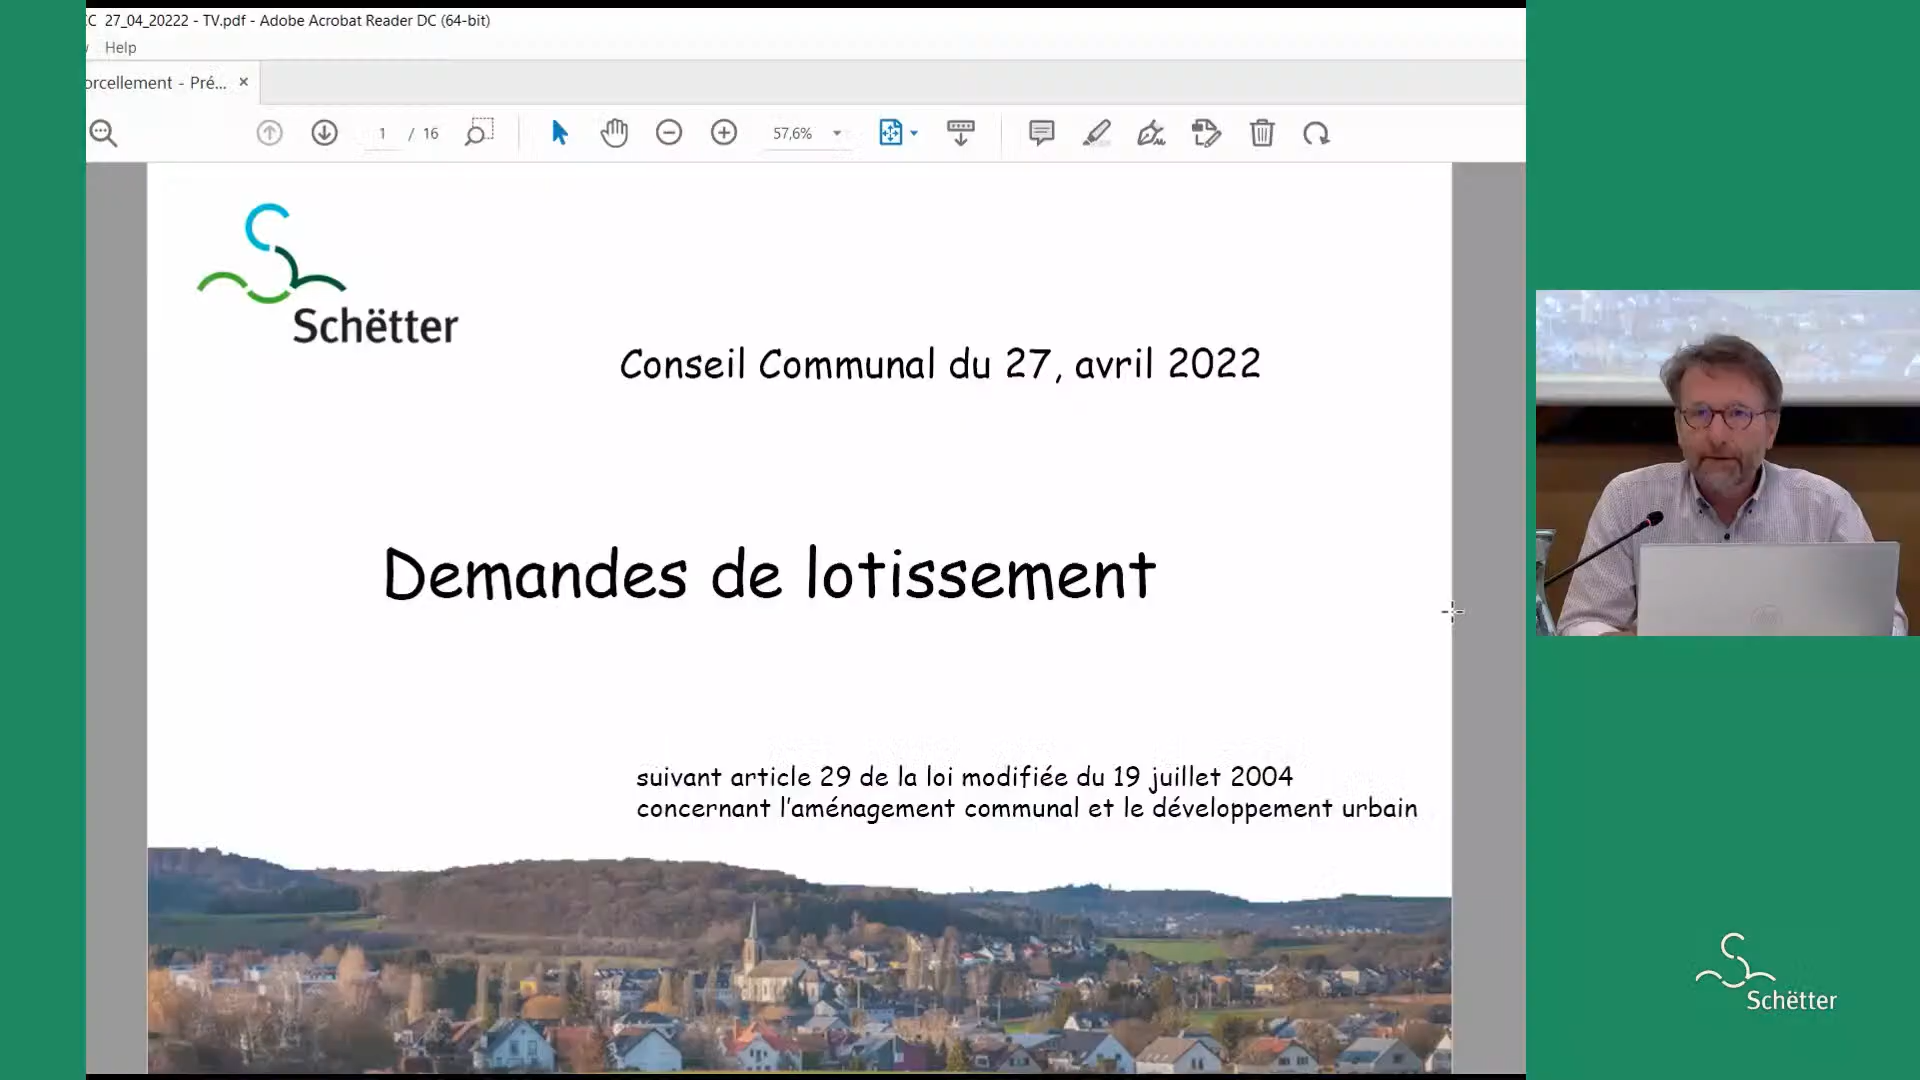 C 27_04_20222 - TV.pdf - Adobe Acrobat Reader DC (64-bit)
Help
orcellement - Pré...
1 / 16
57,6%
Schëtter
Conseil Communal du 27, avril 2022
Demandes de lotissement
suivant article 29 de la loi modifiée du 19 juillet 2004
concernant l'aménagement communal et le développement urbain
Schëtter